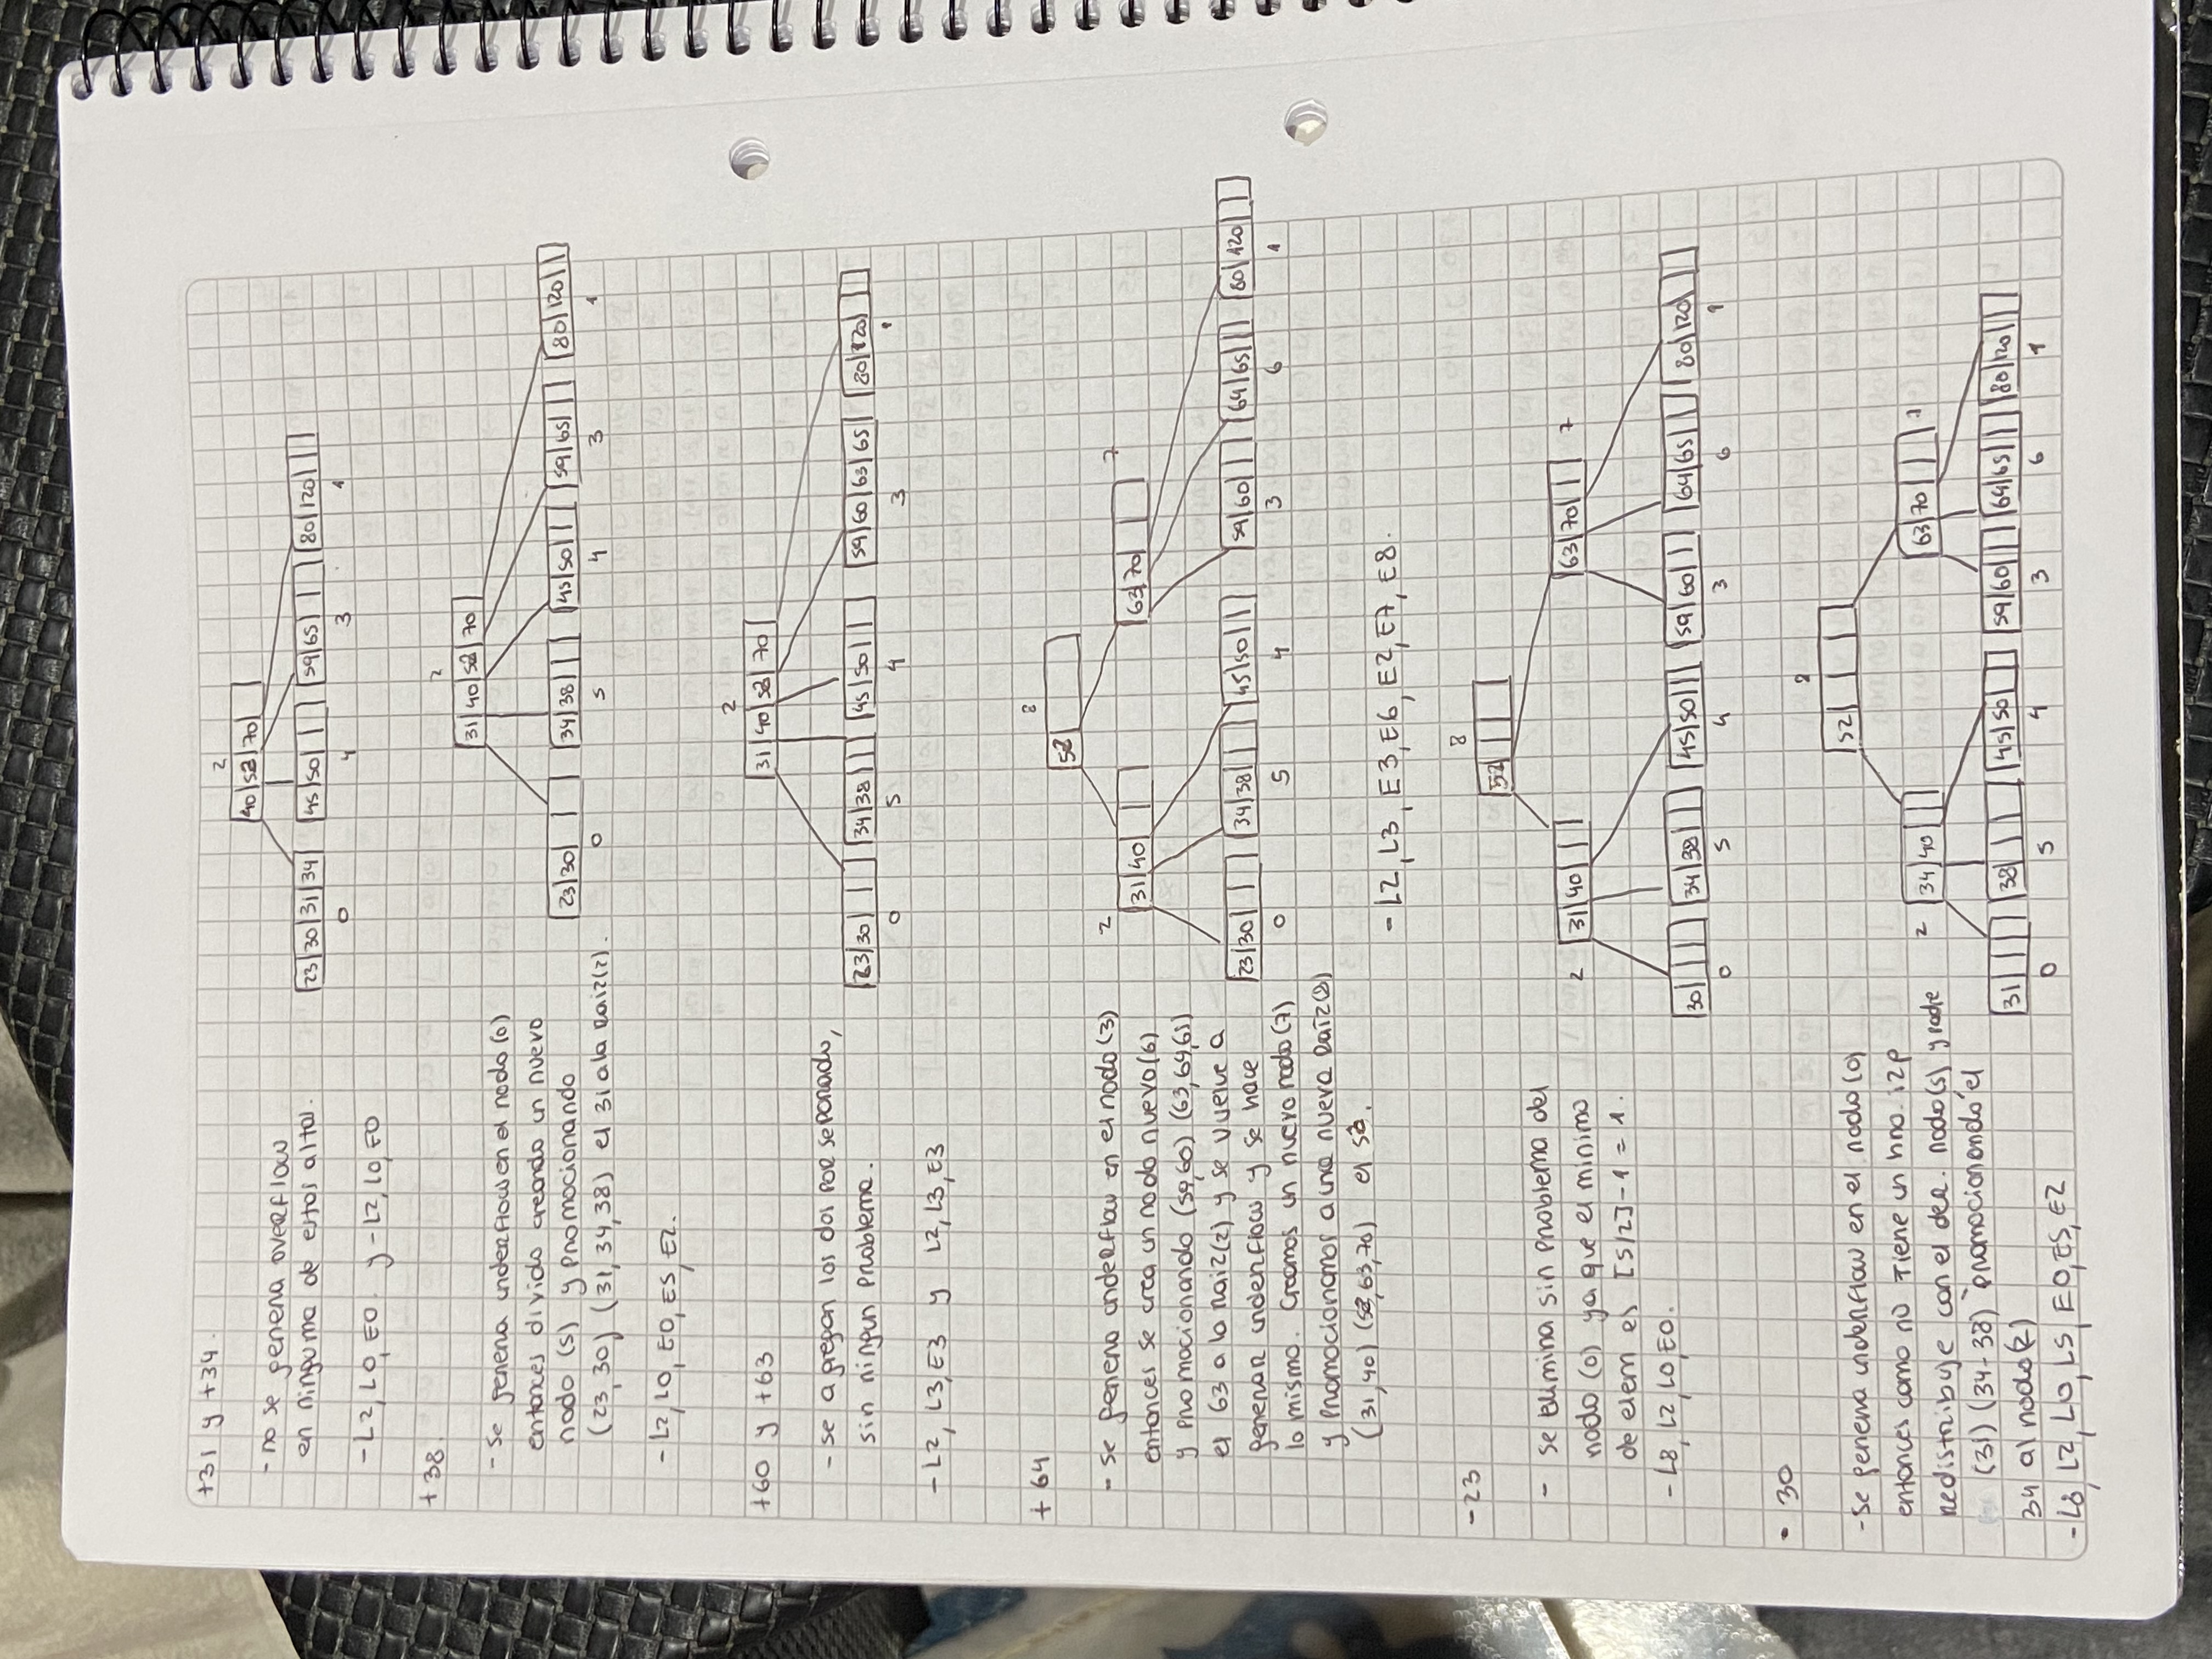 +31 y +34.
2
40|52|70
- no se genera overflow
en ninguna de estas altas.
23|30|31|34 45|50 59|65 80|120
0 4 3 1
- L2, L0, E0. y - L2, L0, E0
+38
2
31|40|52|70
- Se genera underflow en el nodo (0)
entonces divido creando un nuevo
nodo (5) y promocionando
23|30 34|38 45|50 59|65 80|120
(23,30) (31,34,38) el 31 a la raiz(2).
0 5 4 3 1
- L2, L0, E0, E5, E2.
+60 y +63
2
31|40|52|70
- se agregan los dos por separado,
sin ningun problema.
23|30 34|38 45|50 59|60|63|65 80|120
0 5 4 3 1
- L2, L3, E3 y L2, L3, E3
+ 64
8
52
- se genera underflow en el nodo (3)
2 7
31|40 63|70
entonces se crea un nodo nuevo (6)
y promocionando (59,60) (63,64,65)
el 63 a la raiz(2) y se vuelve a
generar underflow y se hace
23|30 34|38 45|50 59|60 64|65 80|120
lo mismo. Creamos un nuevo nodo (7)
0 5 4 3 6 1
y promocionamos a una nueva raiz(8)
(31,40) (52,63,70) el 52.
- L2, L3, E3, E6, E2, E7, E8.
-23
8
52
- se elimina sin problema del
nodo (0) ya que el minimo
2 31|40 63|70 7
de elem es [5/2]-1 = 1.
- L8, L2, L0, E0.
30 34|38 45|50 59|60 64|65 80|120
0 5 4 3 6 1
- 30
8
52
- Se genera underflow en el nodo (0)
entonces como no tiene un hno. izp
2 34|40 63|70 7
redistribuye con el der. nodo(5) y padre
(31) (34-38) promocionando el
34 al nodo(2)
31 38 45|50 59|60 64|65 80|120
0 5 4 3 6 1
- L8, L2, L0, L5, E0, E5, E2